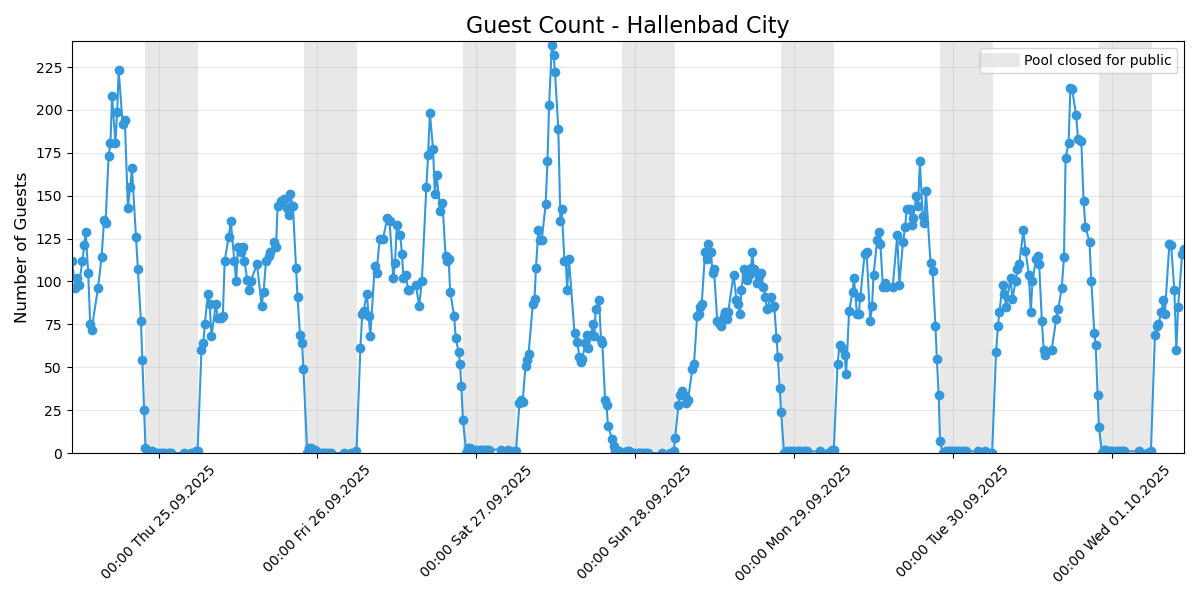 Guest Count - Hallenbad City
Pool closed for public
Number of Guests
225
200
175
150
125
100
75
50
25
0
00:00 Thu 25.09.2025
00:00 Fri 26.09.2025
00:00 Sat 27.09.2025
00:00 Sun 28.09.2025
00:00 Mon 29.09.2025
00:00 Tue 30.09.2025
00:00 Wed 01.10.2025